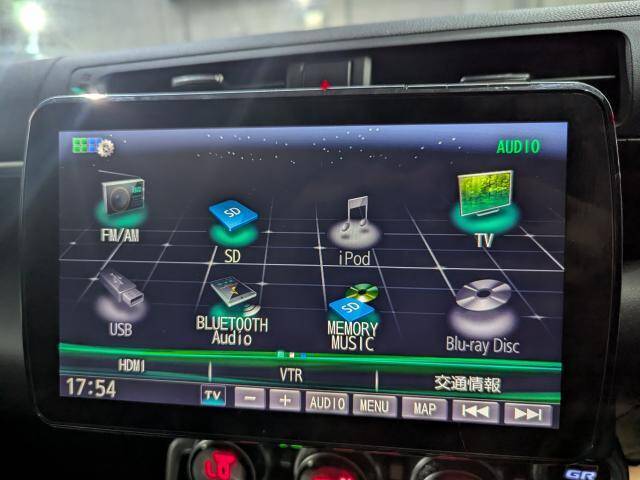 AUDIO
FM/AM
SD
SD
iPod
TV
USB
BLUETOOTH
Audio
SD
MEMORY
MUSIC
Blu-ray Disc
HDMI
VTR
交通情報
17:54
TV
− + AUDIO MENU MAP
LO
GR